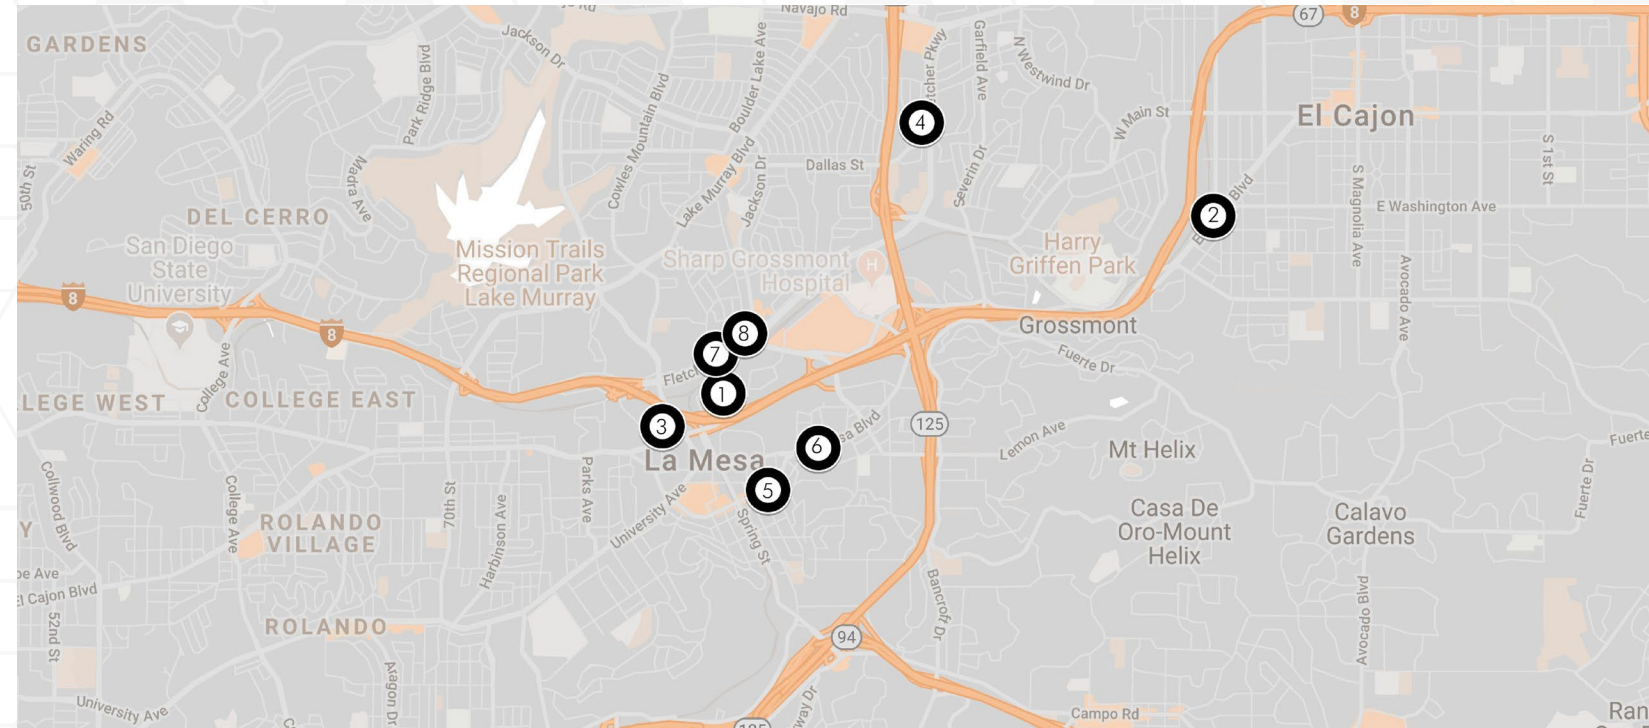 Navajo Rd
67
8
GARDENS
Jackson Dr
Park Ridge Blvd
Boulder Lake Ave
Garfield Ave
N Westwind Dr
Cowles Mountain Blvd
Waring Rd
W Main St
El Cajon
4
S 1st St
50th St
Madra Ave
Lake Murray Blvd
Jackson Dr
Dallas St
Severin Dr
Blvd
S Magnolia Ave
E Washington Ave
2
DEL CERRO
San Diego
State
University
Mission Trails
Regional Park
Lake Murray
Sharp Grossmont
Hospital
H
Harry
Griffen Park
Avocado Ave
8
8
Grossmont
8
7
Fuerte Dr
College Ave
1
LEGE WEST
COLLEGE EAST
3
125
Lemon Ave
6
Mt Helix
La Mesa
5
Collwood Blvd
College Ave
70th St
Harbinson Ave
Parks Ave
University Ave
Spring St
Fuerte Dr
Casa De
Oro-Mount
Helix
Calavo
Gardens
ROLANDO
VILLAGE
El Cajon Blvd
52nd St
ROLANDO
Bancroft Dr
Avocado Blvd
94
Aragon Dr
University Ave
Campo Rd